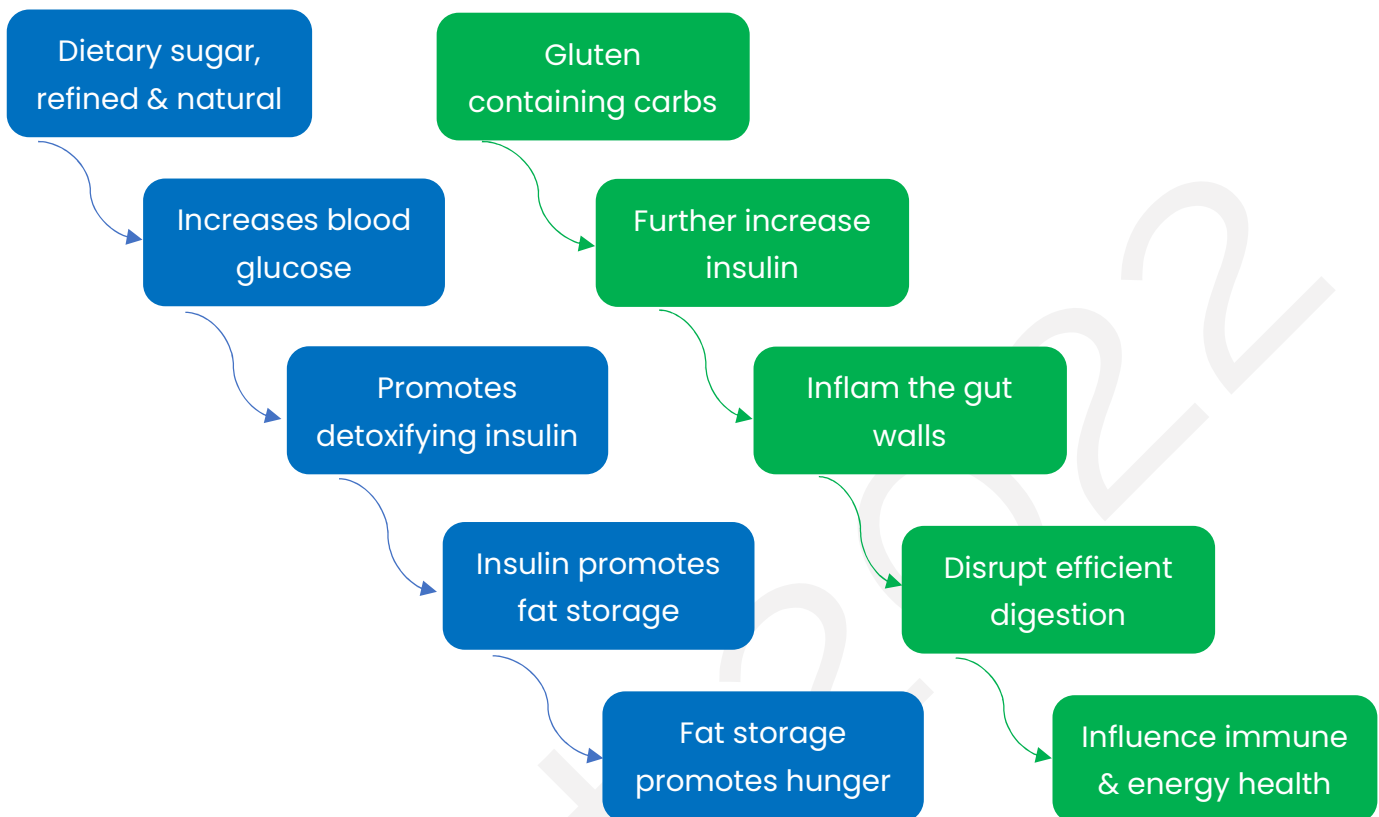 Dietary sugar,
refined & natural
Increases blood
glucose
Promotes
detoxifying insulin
Insulin promotes
fat storage
Fat storage
promotes hunger
Gluten
containing carbs
Further increase
insulin
Inflam the gut
walls
Disrupt efficient
digestion
Influence immune
& energy health
2022